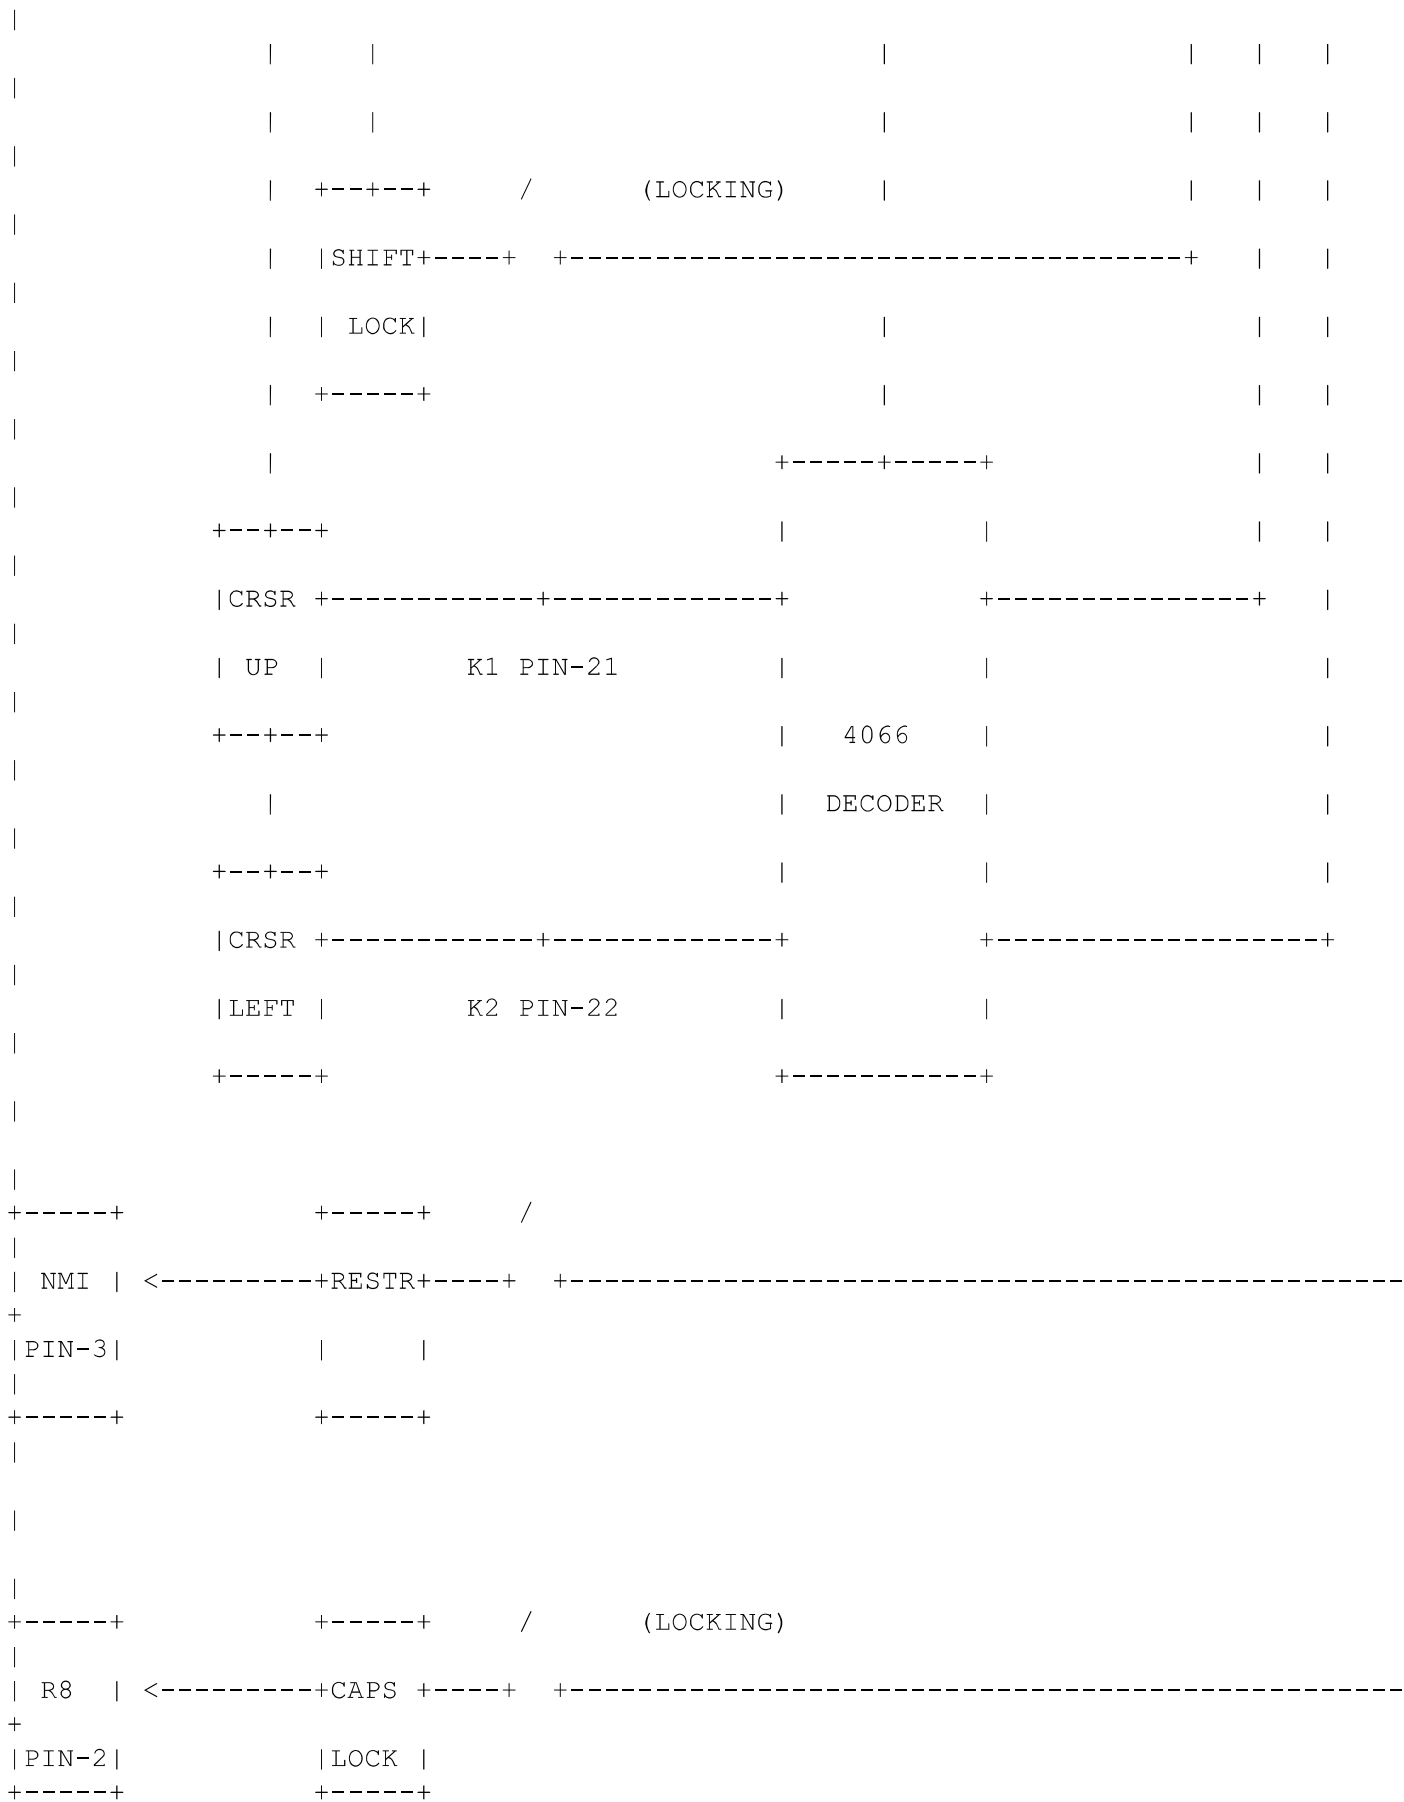 |
               |     |                             |                 |   |   |
|
               |     |                             |                 |   |   |
|
               |  +--+--+     /      (LOCKING)     |                 |   |   |
|
               |  |SHIFT+----+  +------------------------------------+   |   |
|
               |  | LOCK|                          |                     |   |
|
               |  +-----+                          |                     |   |
|
               |                             +-----+-----+               |   |
|
            +--+--+                          |           |               |   |
|
            |CRSR +------------+-------------+           +---------------+   |
|
            | UP  |        K1 PIN-21         |           |                   |
|
            +--+--+                          |   4066    |                   |
|
               |                             |  DECODER  |                   |
|
            +--+--+                          |           |                   |
|
            |CRSR +------------+-------------+           +-------------------+
|
            |LEFT |        K2 PIN-22         |           |
|
            +-----+                          +-----------+
|

|
+-----+           +-----+     /
|
| NMI | <---------+RESTR+----+  +-------------------------------------------------
+
|PIN-3|           |     |
|
+-----+           +-----+
|

|

|
+-----+           +-----+     /      (LOCKING)
|
| R8  | <---------+CAPS +----+  +-------------------------------------------------
+
|PIN-2|           |LOCK |
+-----+           +-----+